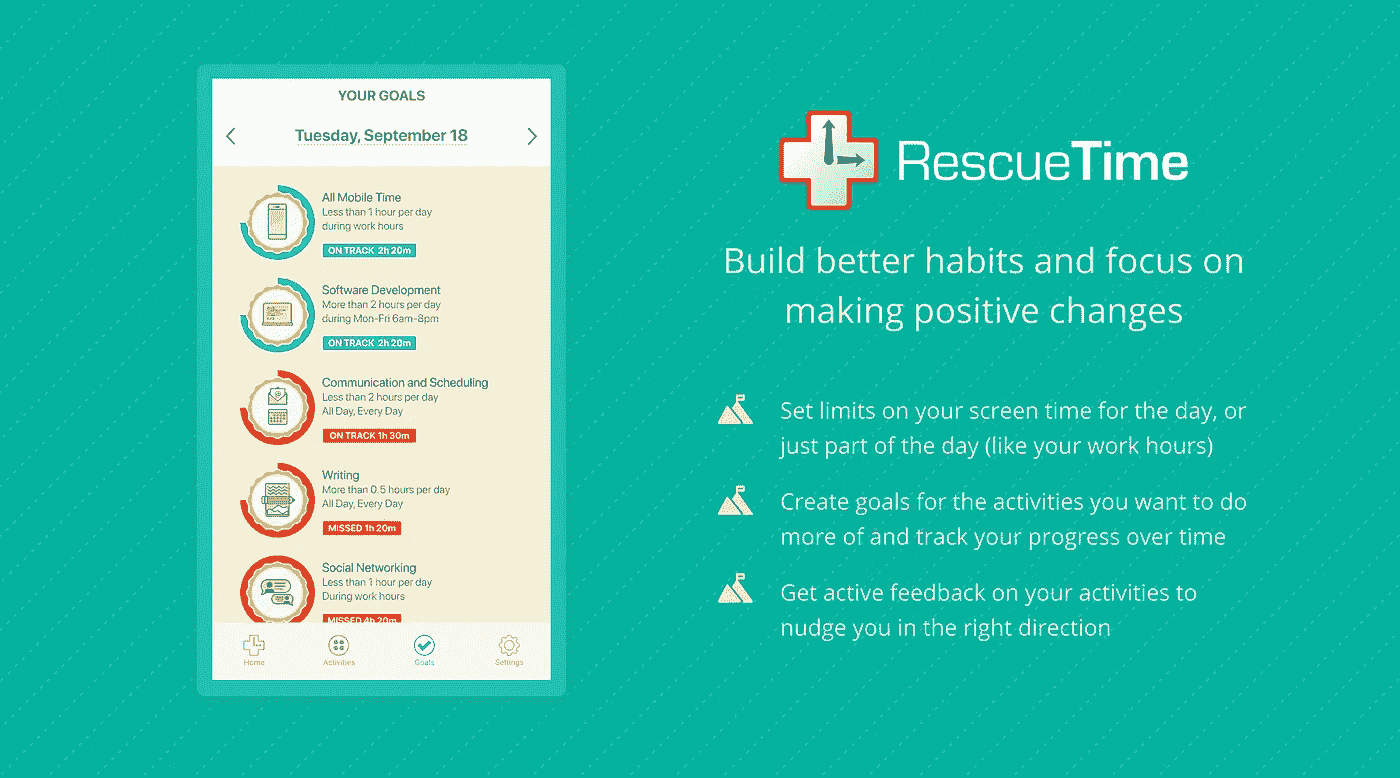 YOUR GOALS
Tuesday, September 18
All Mobile Time
Less than 1 hour per day
during work hours
ON TRACK 2h 20m
Software Development
More than 2 hours per day
during Mon-Fri 6am-8pm
ON TRACK 2h 20m
Communication and Scheduling
Less than 2 hours per day
All Day, Every Day
ON TRACK 1h 30m
Writing
More than 0.5 hours per day
All Day, Every Day
MISSED 1h 20m
Social Networking
Less than 1 hour per day
During work hours
MISSED 4h 20m
Home Activities Goals Settings
RescueTime
Build better habits and focus on
making positive changes
Set limits on your screen time for the day, or
just part of the day (like your work hours)
Create goals for the activities you want to do
more of and track your progress over time
Get active feedback on your activities to
nudge you in the right direction